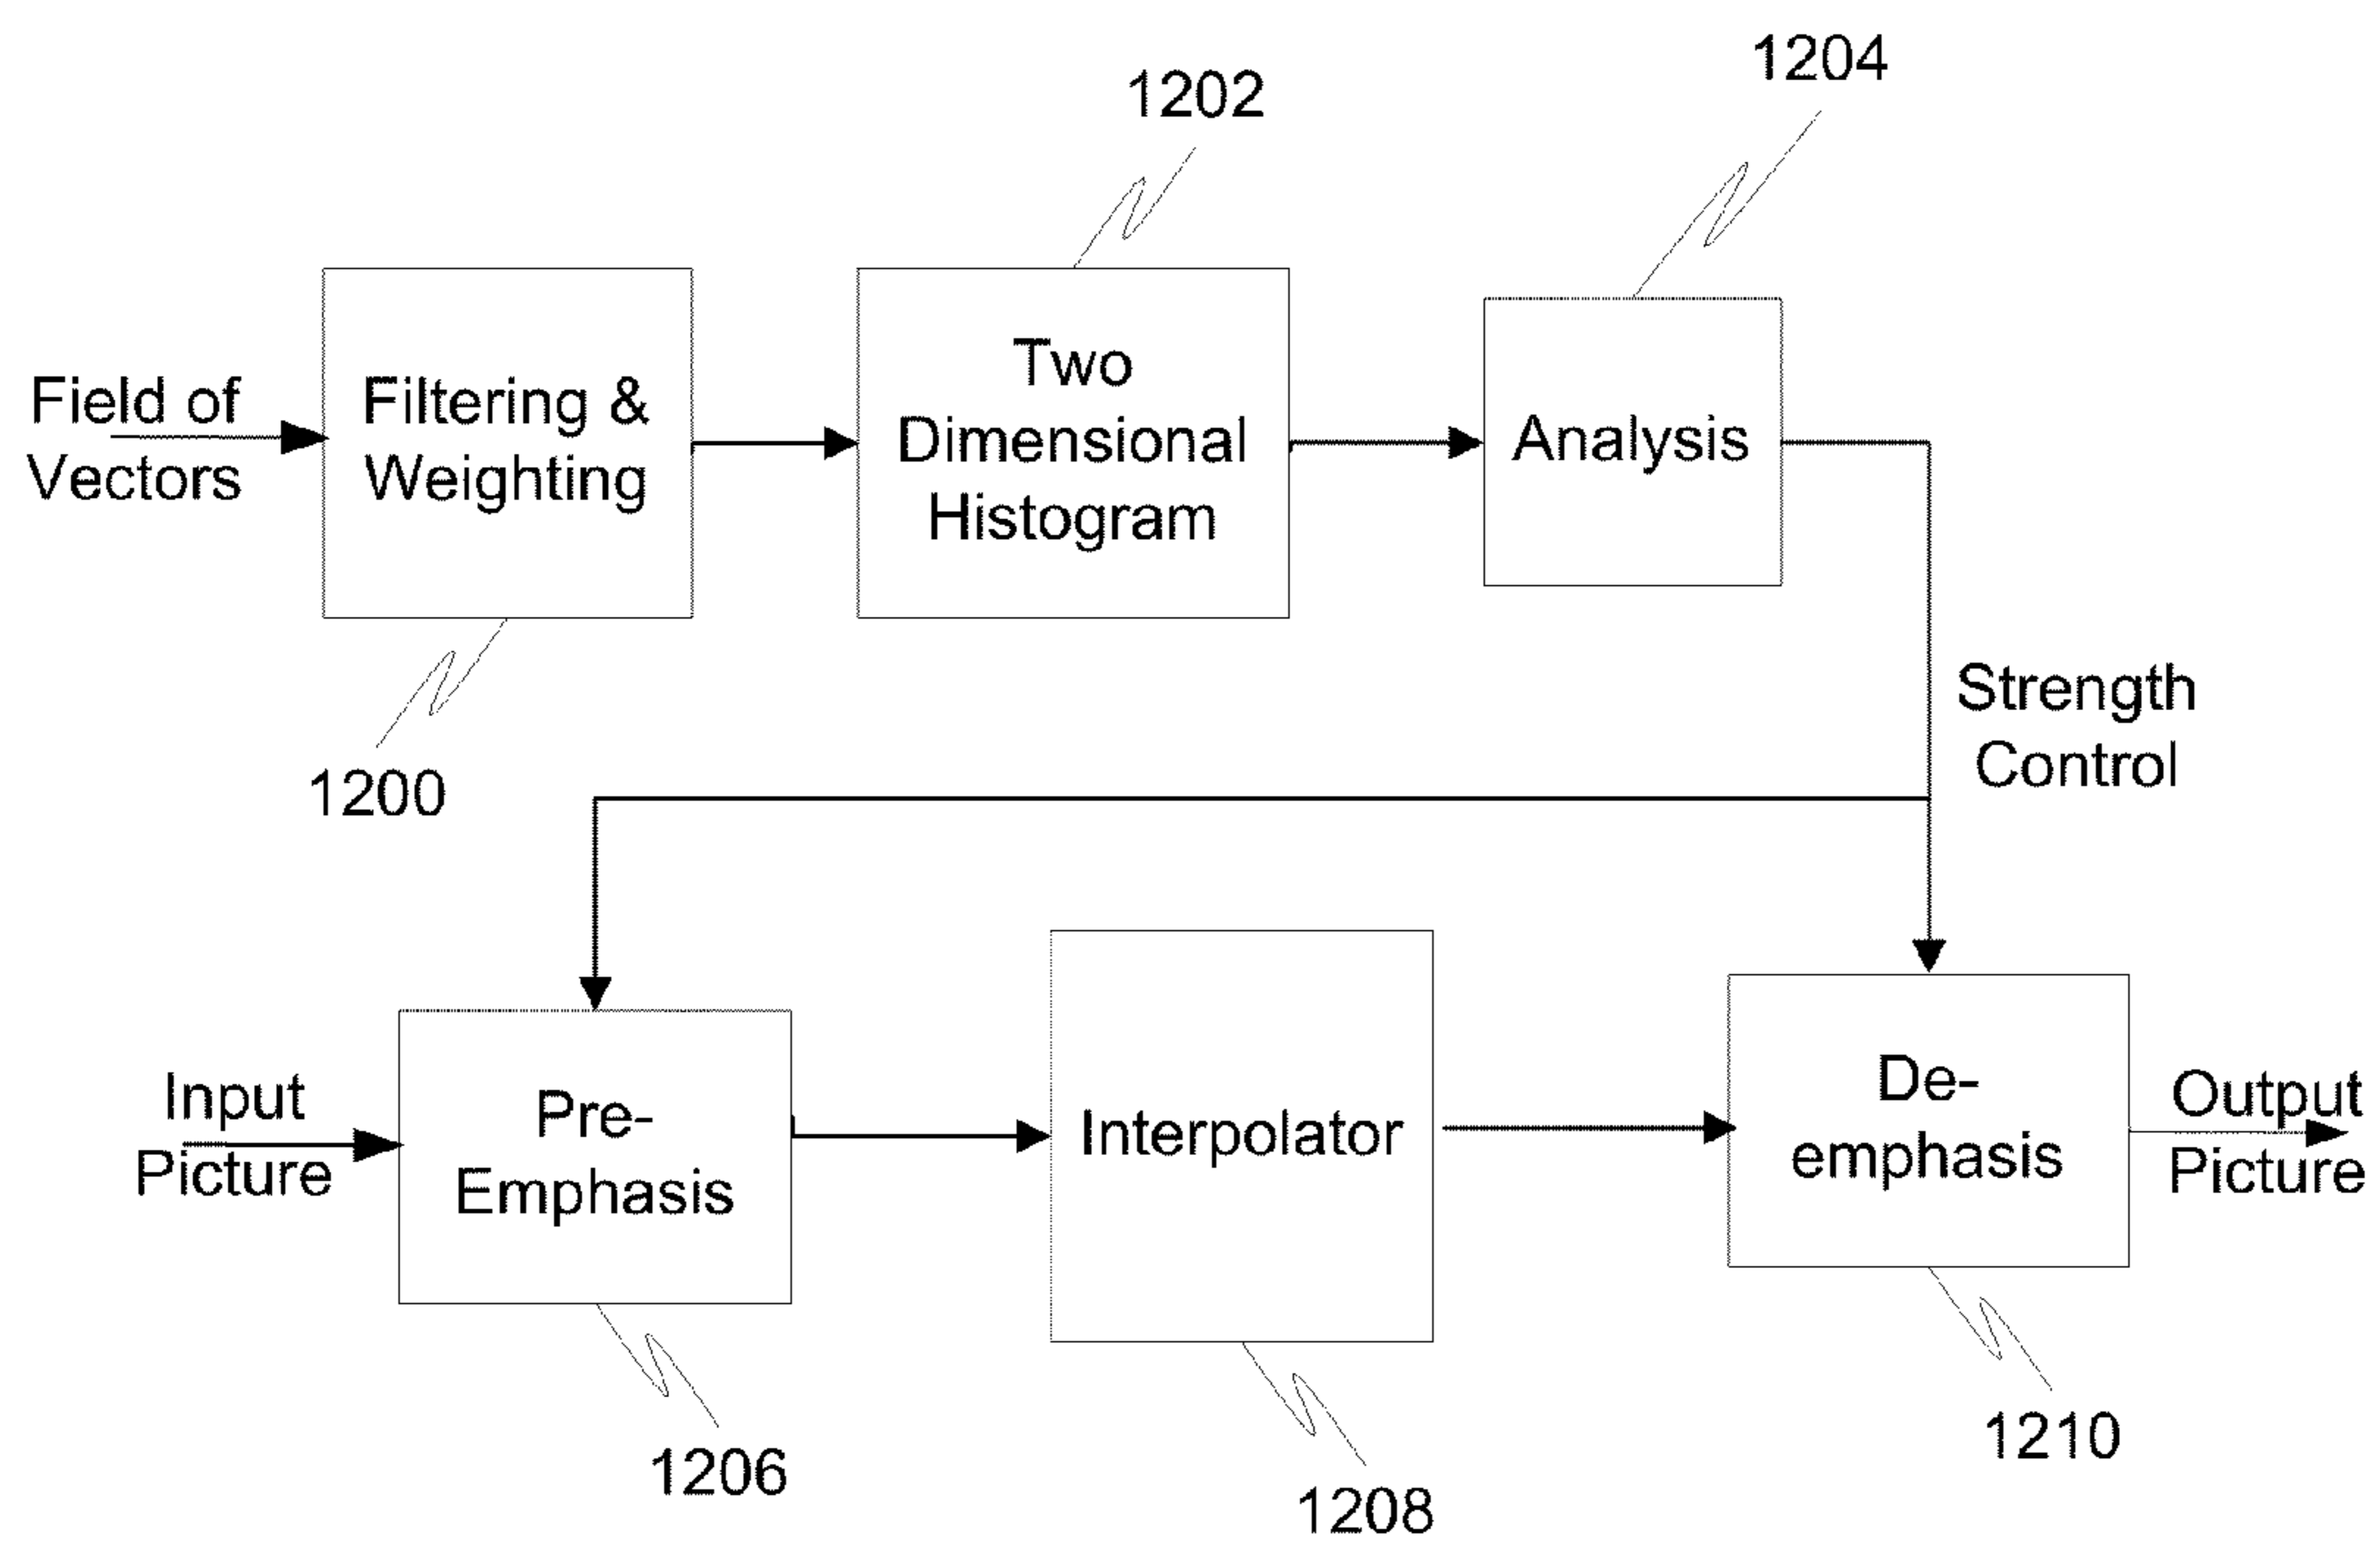 1204
1202
Field of
Vectors
Filtering &
Weighting
Two
Dimensional
Histogram
Analysis
1200
Strength
Control
Input
Picture
Pre-
Emphasis
Interpolator
De-
emphasis
Output
Picture
1206
1208
1210